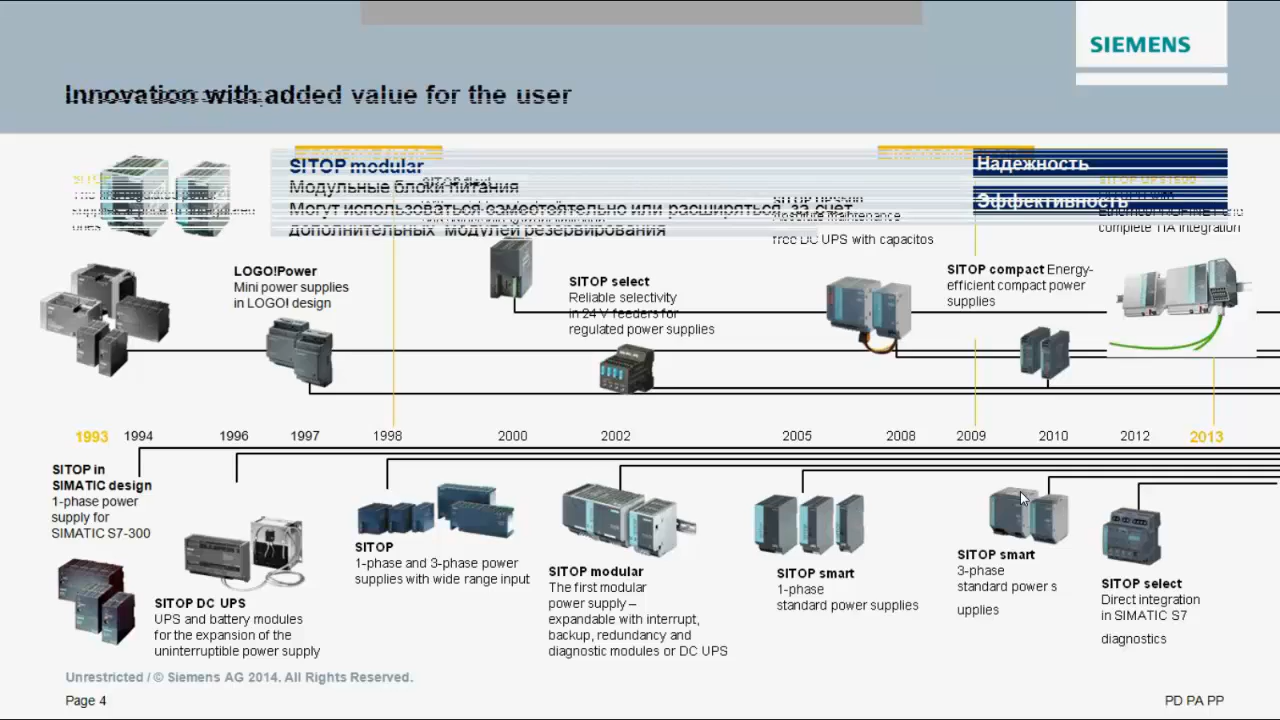 SIEMENS
Innovation with added value for the user
SITOP modular
Модульные блоки питания
Могут использоваться самостоятельно или расширяться за счет
дополнительных модулей резервирования
Надежность
Эффективность
maintenance
free DC UPS with capacitos
complete TIA integration
LOGO!Power
Mini power supplies
in LOGO! design
SITOP select
Reliable selectivity
in 24 V feeders for
regulated power supplies
SITOP compact Energy-
efficient compact power
supplies
1993 1994 1996 1997 1998 2000 2002 2005 2008 2009 2010 2012 2013
SITOP in
SIMATIC design
1-phase power
supply for
SIMATIC S7-300
SITOP DC UPS
UPS and battery modules
for the expansion of the
uninterruptible power supply
SITOP
1-phase and 3-phase power
supplies with wide range input
SITOP modular
The first modular
power supply –
expandable with interrupt,
backup, redundancy and
diagnostic modules or DC UPS
SITOP smart
1-phase
standard power supplies
SITOP smart
3-phase
standard power s
upplies
SITOP select
Direct integration
in SIMATIC S7
diagnostics
Unrestricted / © Siemens AG 2014. All Rights Reserved.
Page 4
PD PA PP